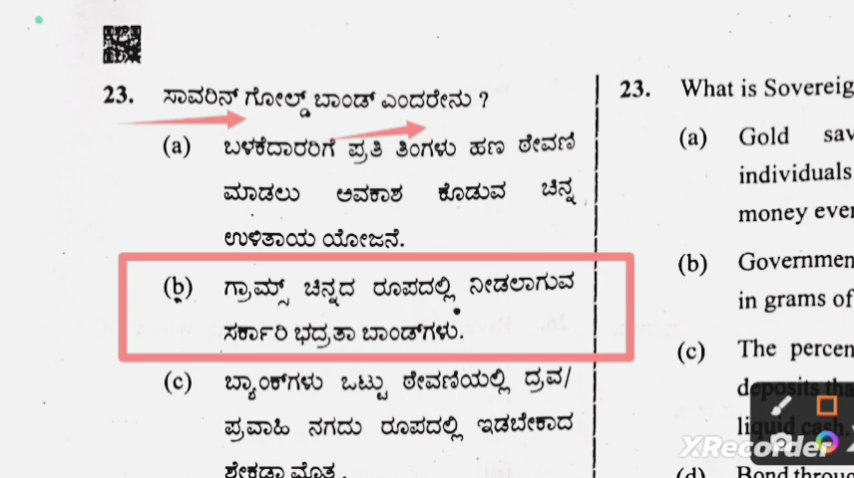 23. ಸಾವರಿನ್ ಗೋಲ್ಡ್ ಬಾಂಡ್ ಎಂದರೇನು ?
(a) ಬಳಕೆದಾರರಿಗೆ ಪ್ರತಿ ತಿಂಗಳು ಹಣ ಠೇವಣಿ
ಮಾಡಲು ಅವಕಾಶ ಕೊಡುವ ಚಿನ್ನ
ಉಳಿತಾಯ ಯೋಜನೆ.
(b) ಗ್ರಾಮ್ಸ್ ಚಿನ್ನದ ರೂಪದಲ್ಲಿ ನೀಡಲಾಗುವ
ಸರ್ಕಾರಿ ಭದ್ರತಾ ಬಾಂಡ್‌ಗಳು.
(c) ಬ್ಯಾಂಕ್‌ಗಳು ಒಟ್ಟು ಠೇವಣಿಯಲ್ಲಿ ದ್ರವ/
ಪ್ರವಾಹಿ ನಗದು ರೂಪದಲ್ಲಿ ಇಡಬೇಕಾದ
ಶೇಕಡಾ ಮೊತ್ತ.
23. What is Sovereig
(a) Gold sav
individuals
money ever
(b) Governmen
in grams of
(c) The percen
deposits tha
liquid cash.
(d) Bond throug
XRecorder